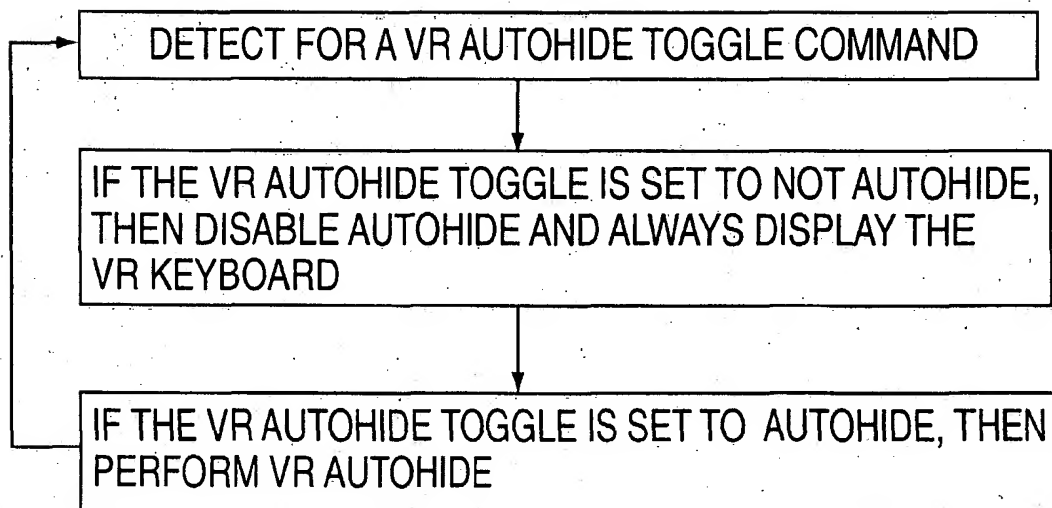 DETECT FOR A VR AUTOHIDE TOGGLE COMMAND
IF THE VR AUTOHIDE TOGGLE IS SET TO NOT AUTOHIDE,
THEN DISABLE AUTOHIDE AND ALWAYS DISPLAY THE
VR KEYBOARD
IF THE VR AUTOHIDE TOGGLE IS SET TO AUTOHIDE, THEN
PERFORM VR AUTOHIDE